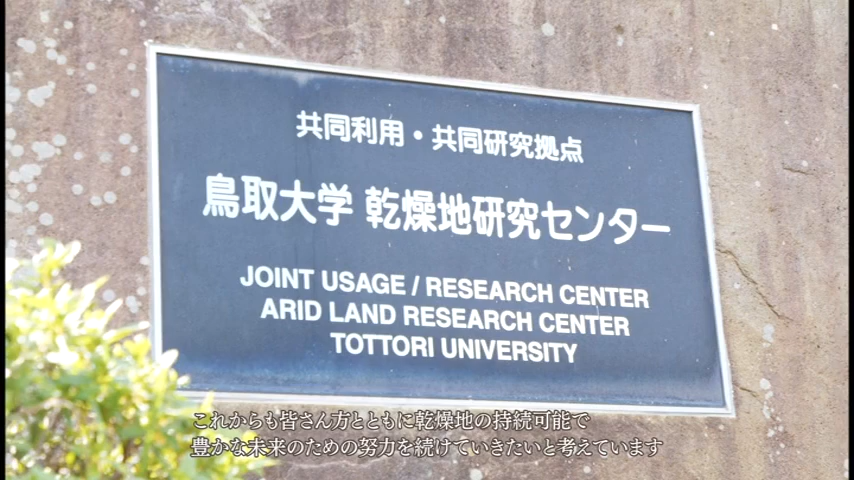 共同利用・共同研究拠点
鳥取大学 乾燥地研究センター
JOINT USAGE / RESEARCH CENTER
ARID LAND RESEARCH CENTER
TOTTORI UNIVERSITY
これからも皆さん方とともに乾燥地の持続可能で
豊かな未来のための努力を続けていきたいと考えています